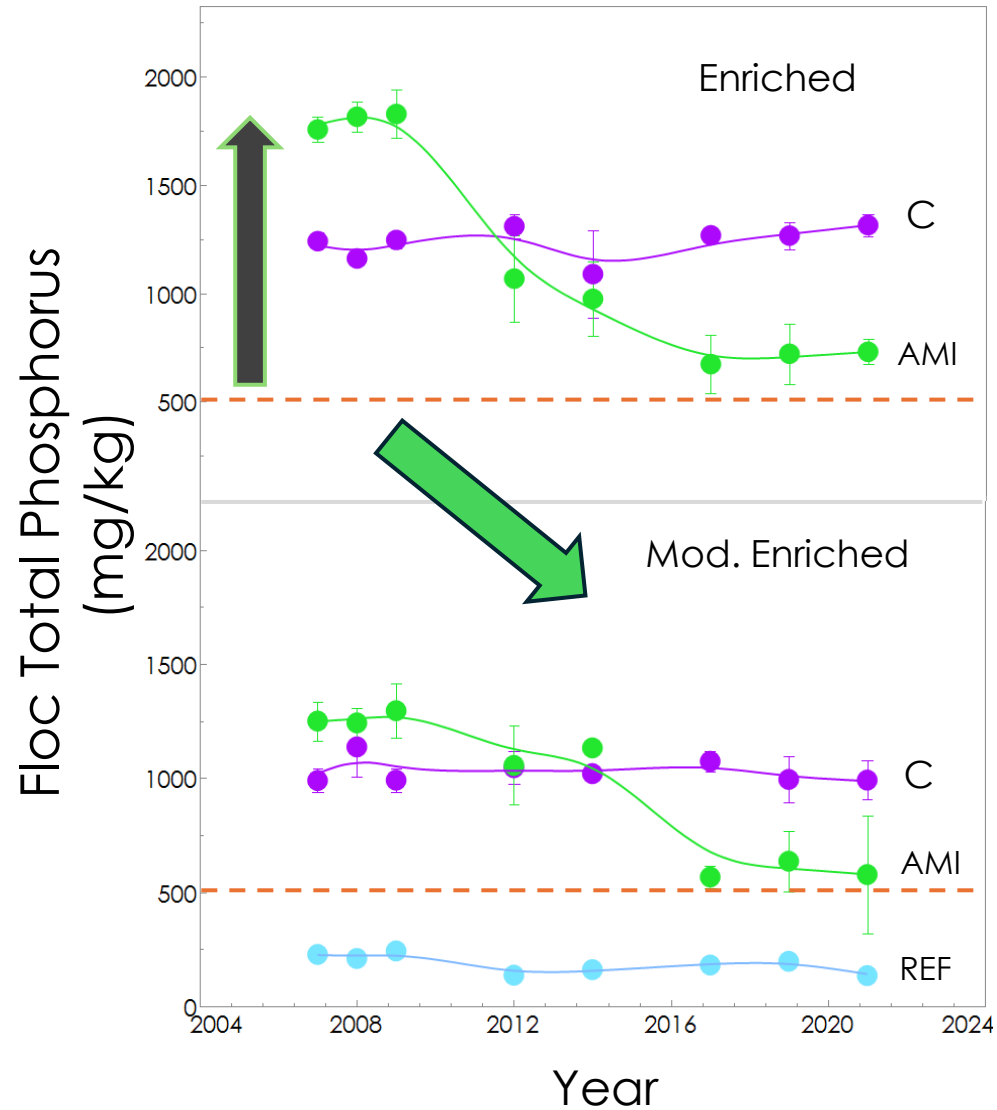 Floc Total Phosphorus
(mg/kg)
Enriched
2000
1500
1000
500
C
AMI
Mod. Enriched
2000
1500
1000
500
0
C
AMI
REF
2004 2008 2012 2016 2020 2024
Year